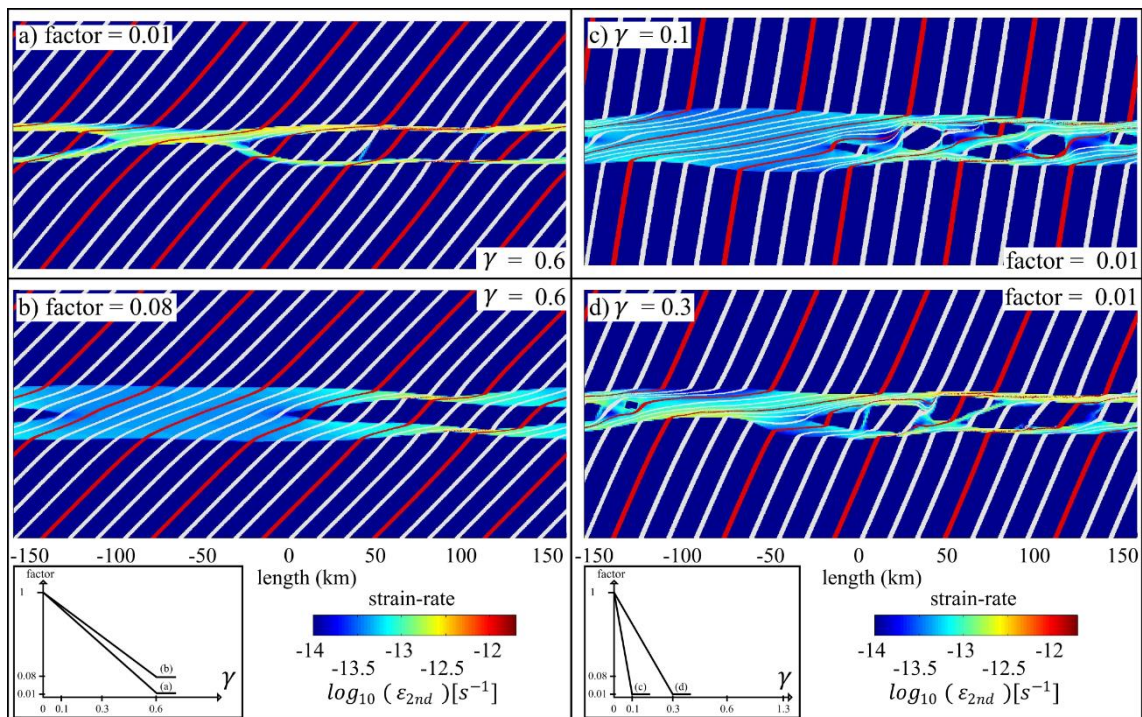 a) factor = 0.01
γ = 0.6
b) factor = 0.08
γ = 0.6
-150 -100 -50 0 50 100 150
length (km)
factor
1
0.08
0.01
(b)
(a)
0 0.1 0.3 0.6
γ
strain-rate
-14 -13.5 -13 -12.5 -12
log₁₀ (ε₂ₙd)[s⁻¹]
c) γ = 0.1
factor = 0.01
d) γ = 0.3
factor = 0.01
-150 -100 -50 0 50 100 150
length (km)
factor
1
0.08
0.01
(c) (d)
0 0.1 0.3 0.6 1.3
γ
strain-rate
-14 -13.5 -13 -12.5 -12
log₁₀ (ε₂ₙd)[s⁻¹]